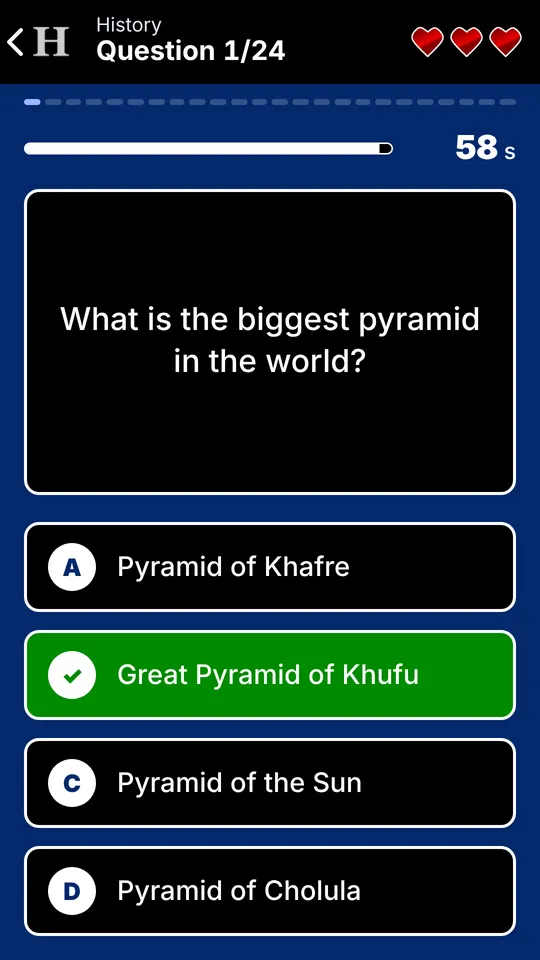 H
History
Question 1/24
58 s
What is the biggest pyramid
in the world?
A Pyramid of Khafre
Great Pyramid of Khufu
C Pyramid of the Sun
D Pyramid of Cholula